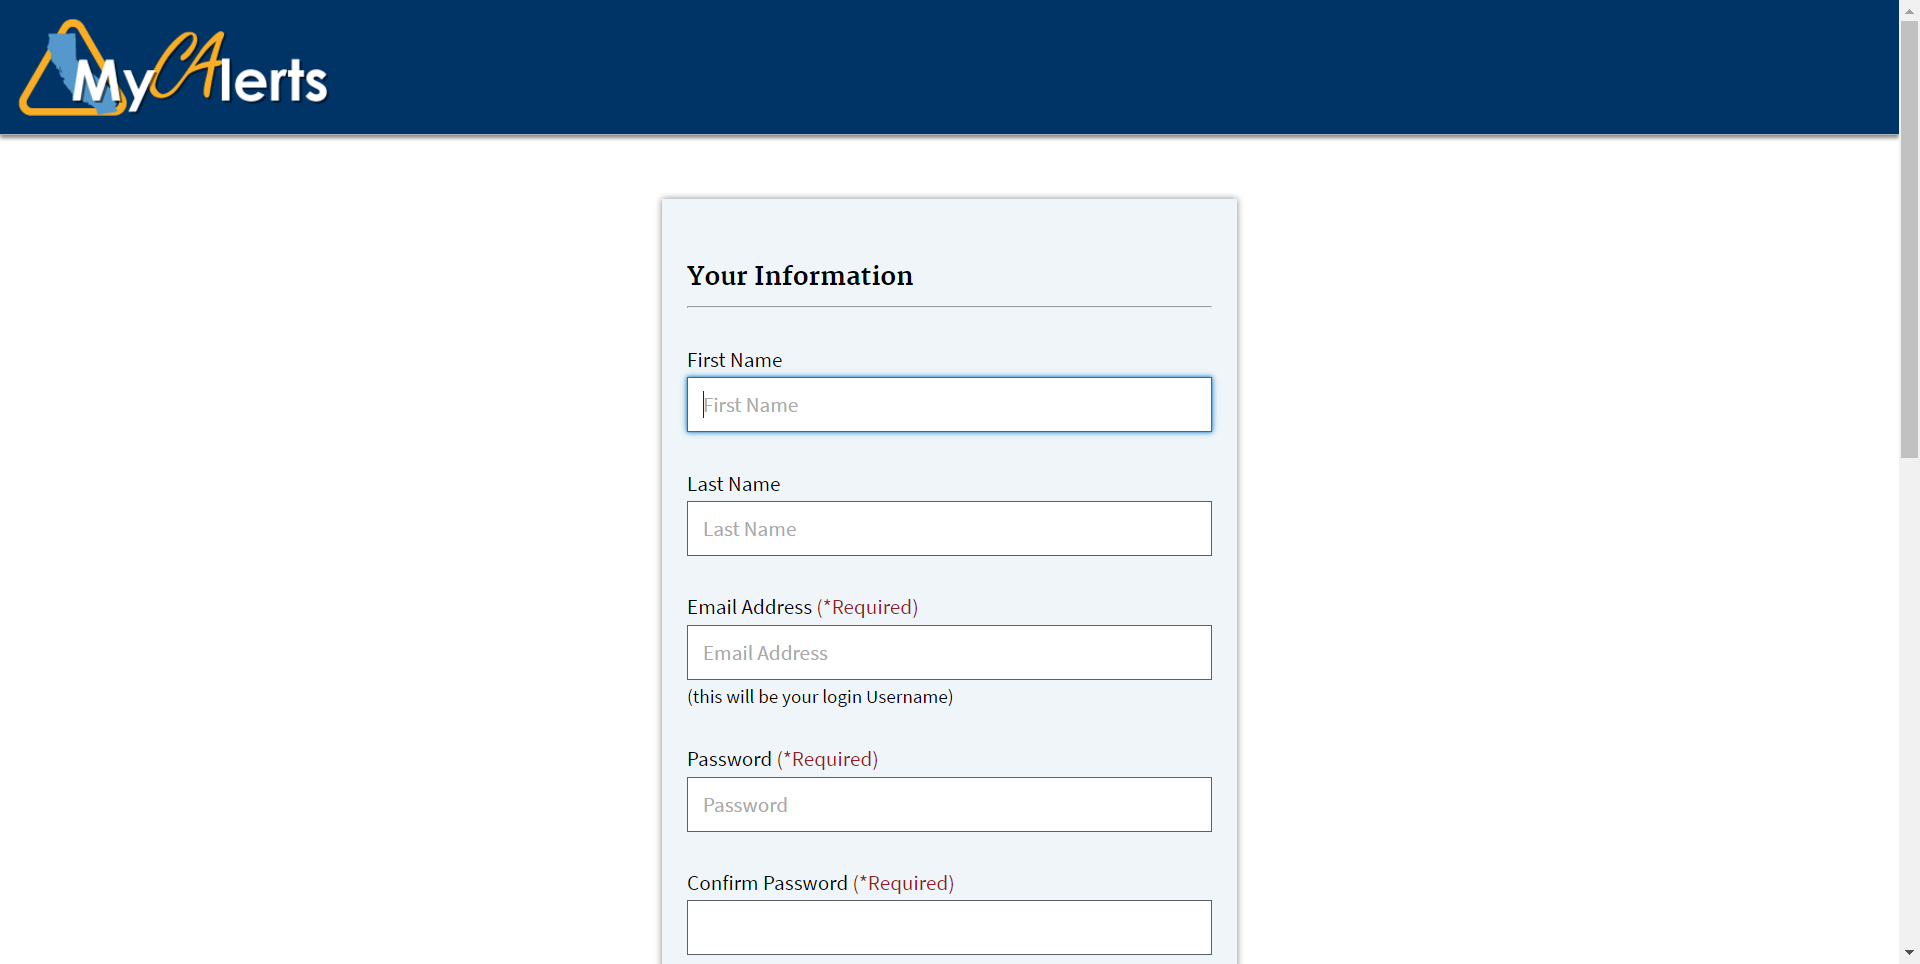 MyCAlerts
Your Information
First Name
First Name
Last Name
Last Name
Email Address (*Required)
Email Address
(this will be your login Username)
Password (*Required)
Password
Confirm Password (*Required)